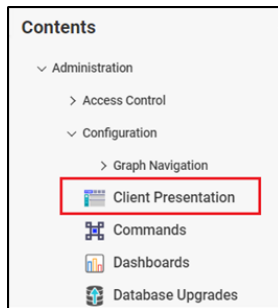 Contents
Administration
Access Control
Configuration
Graph Navigation
Client Presentation
Commands
Dashboards
Database Upgrades